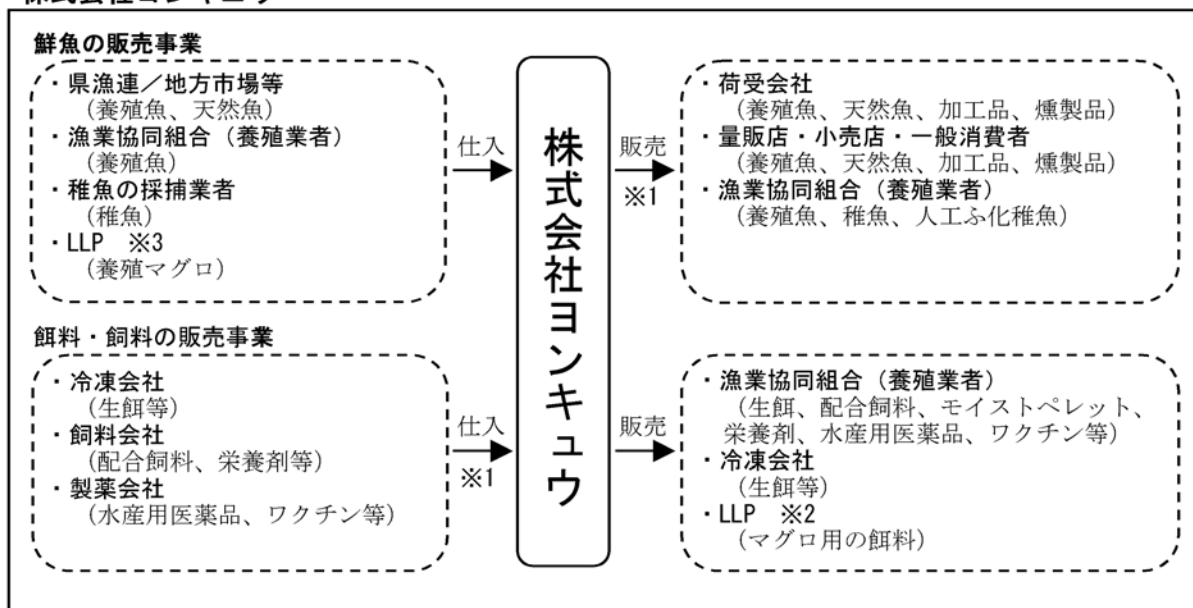 株式会社ヨンキュウ
鮮魚の販売事業
・県漁連／地方市場等
（養殖魚、天然魚）
・漁業協同組合（養殖業者）
（養殖魚）
・稚魚の採捕業者
（稚魚）
・LLP ※3
（養殖マグロ）
仕入
株式会社ヨンキュウ
販売
※1
・荷受会社
（養殖魚、天然魚、加工品、燻製品）
・量販店・小売店・一般消費者
（養殖魚、天然魚、加工品、燻製品）
・漁業協同組合（養殖業者）
（養殖魚、稚魚、人工ふ化稚魚）
餌料・飼料の販売事業
・冷凍会社
（生餌等）
・飼料会社
（配合飼料、栄養剤等）
・製薬会社
（水産用医薬品、ワクチン等）
仕入
※1
販売
・漁業協同組合（養殖業者）
（生餌、配合飼料、モイストペレット、
栄養剤、水産用医薬品、ワクチン等）
・冷凍会社
（生餌等）
・LLP ※2
（マグロ用の餌料）